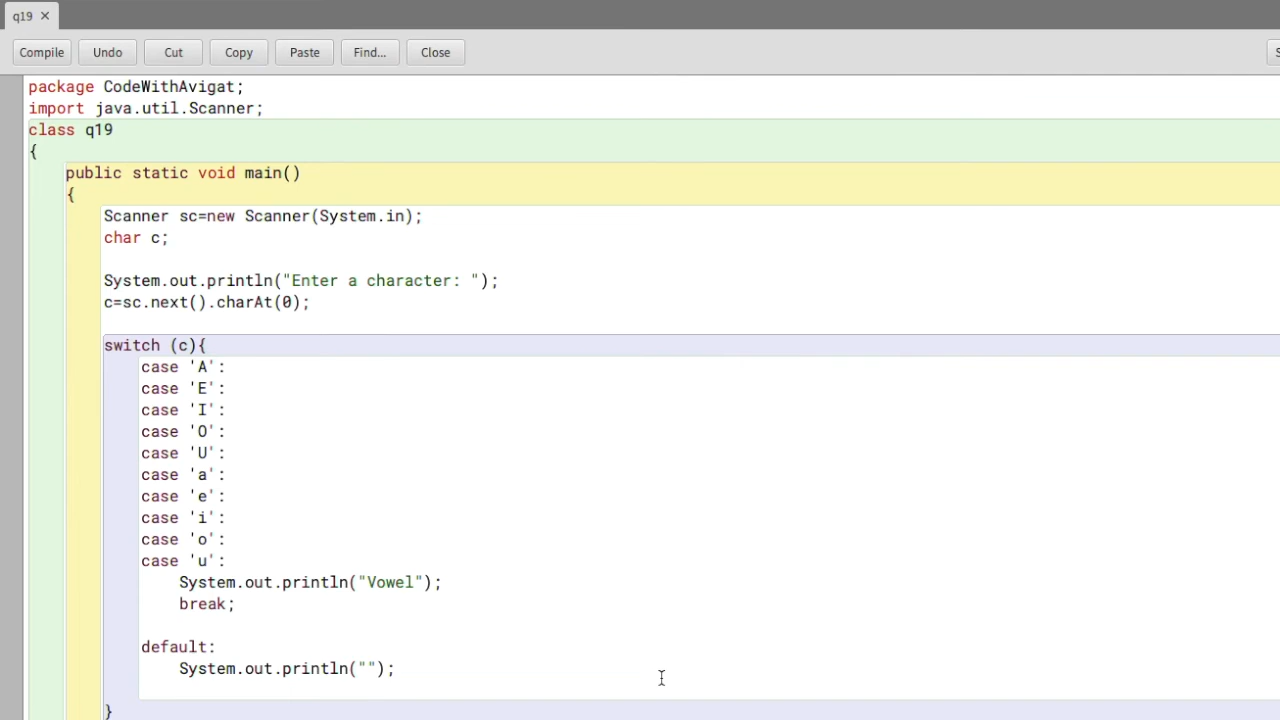 q19 ×
Compile Undo Cut Copy Paste Find... Close S
package CodeWithAvigat;
import java.util.Scanner;
class q19
{
public static void main()
{
Scanner sc=new Scanner(System.in);
char c;
System.out.println("Enter a character: ");
c=sc.next().charAt(0);
switch (c){
case 'A':
case 'E':
case 'I':
case 'O':
case 'U':
case 'a':
case 'e':
case 'i':
case 'o':
case 'u':
System.out.println("Vowel");
break;
default:
System.out.println("");
}